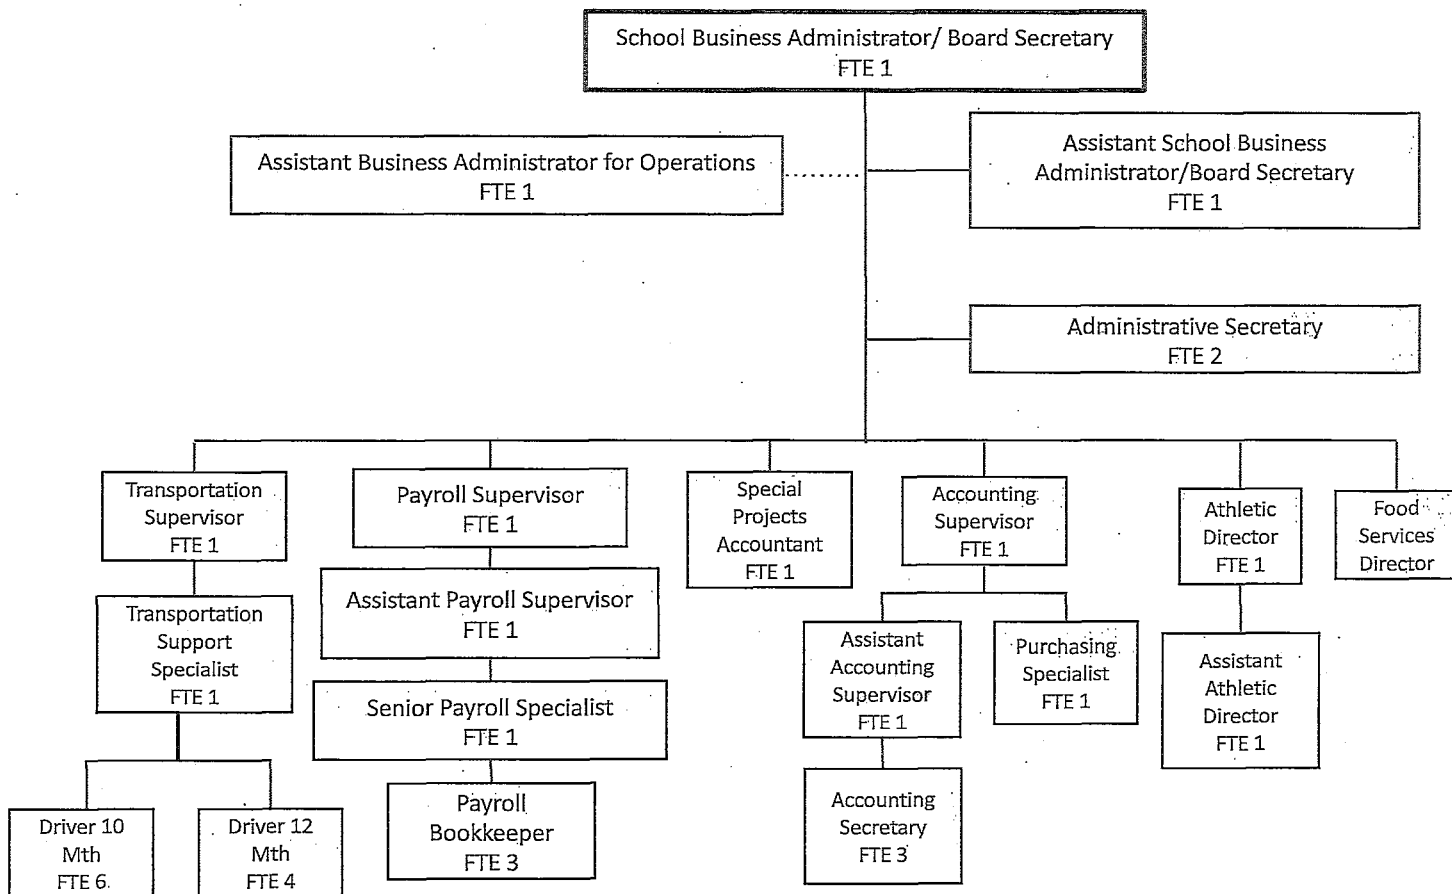 School Business Administrator/ Board Secretary
FTE 1
Assistant Business Administrator for Operations
FTE 1
Assistant School Business
Administrator/Board Secretary
FTE 1
Administrative Secretary
FTE 2
Transportation
Supervisor
FTE 1
Payroll Supervisor
FTE 1
Special
Projects
Accountant
FTE 1
Accounting
Supervisor
FTE 1
Athletic
Director
FTE 1
Food
Services
Director
Transportation
Support
Specialist
FTE 1
Assistant Payroll Supervisor
FTE 1
Assistant
Accounting
Supervisor
FTE 1
Purchasing
Specialist
FTE 1
Assistant
Athletic
Director
FTE 1
Senior Payroll Specialist
FTE 1
Driver 10
Mth
FTE 6
Driver 12
Mth
FTE 4
Payroll
Bookkeeper
FTE 3
Accounting
Secretary
FTE 3